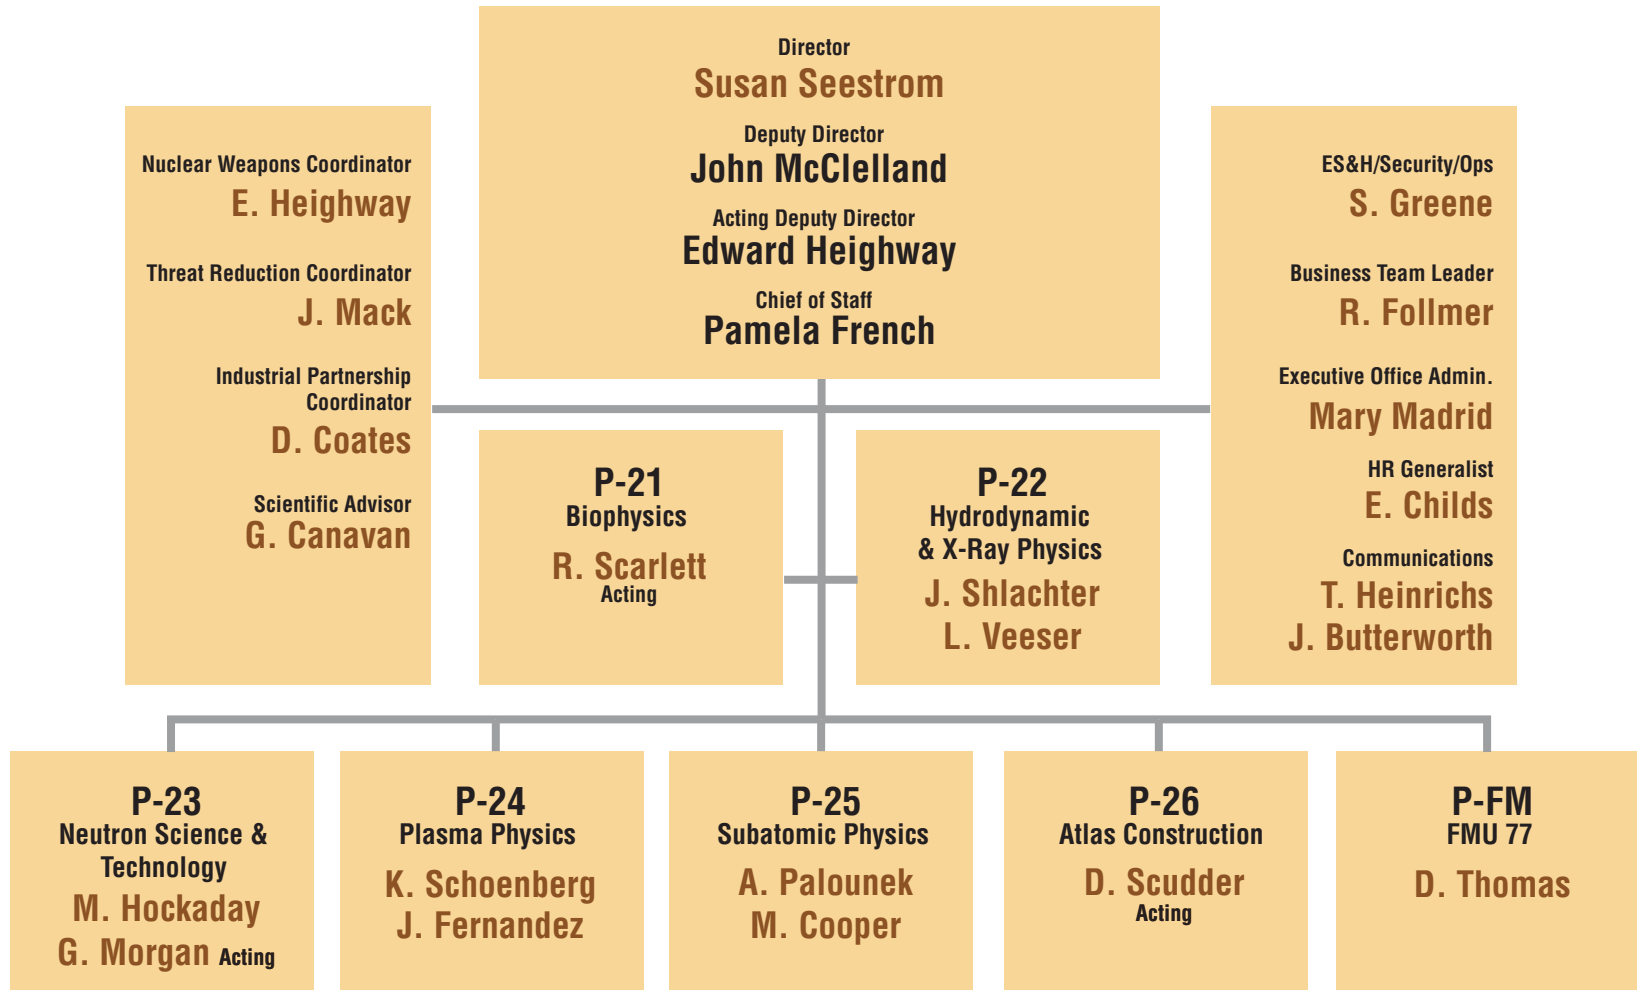 Director
Susan Seestrom
Deputy Director
John McClelland
Acting Deputy Director
Edward Heighway
Chief of Staff
Pamela French
Nuclear Weapons Coordinator
E. Heighway
Threat Reduction Coordinator
J. Mack
Industrial Partnership
Coordinator
D. Coates
Scientific Advisor
G. Canavan
ES&H/Security/Ops
S. Greene
Business Team Leader
R. Follmer
Executive Office Admin.
Mary Madrid
HR Generalist
E. Childs
Communications
T. Heinrichs
J. Butterworth
P-21
Biophysics
R. Scarlett
Acting
P-22
Hydrodynamic
& X-Ray Physics
J. Shlachter
L. Veeser
P-23
Neutron Science &
Technology
M. Hockaday
G. Morgan Acting
P-24
Plasma Physics
K. Schoenberg
J. Fernandez
P-25
Subatomic Physics
A. Palounek
M. Cooper
P-26
Atlas Construction
D. Scudder
Acting
P-FM
FMU 77
D. Thomas